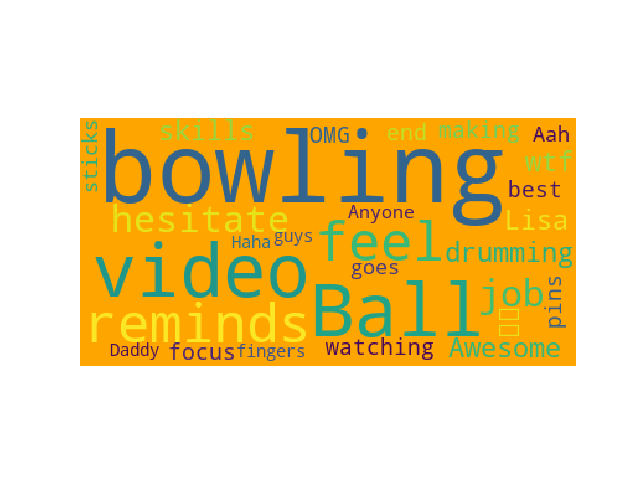 sticks
skills
OMG
end
making
Aah
bowling
wtf
best
hesitate
Anyone
Lisa
Haha
guys
feel
drumming
video
goes
Ball
job
pins
reminds
Daddy
focus
fingers
watching
Awesome